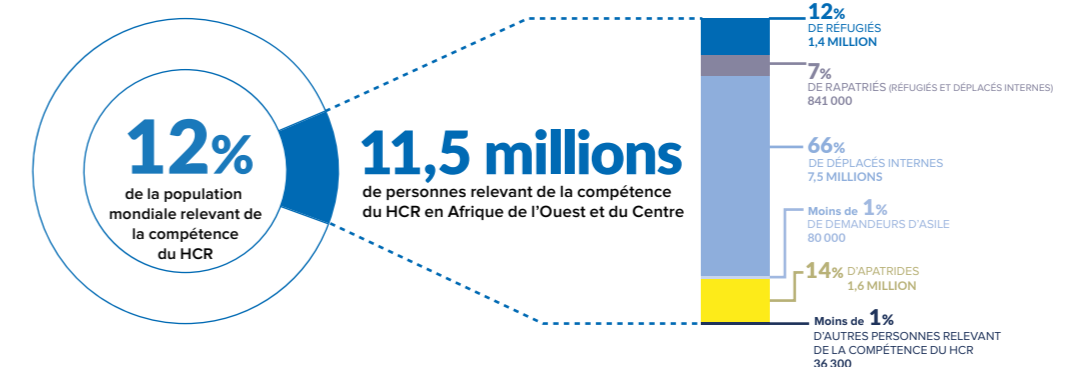 12%
de la population
mondiale relevant de
la compétence
du HCR
11,5 millions
de personnes relevant de la compétence
du HCR en Afrique de l'Ouest et du Centre
12%
DE RÉFUGIÉS
1,4 MILLION
7%
DE RAPATRIÉS (RÉFUGIÉS ET DÉPLACÉS INTERNES)
841 000
66%
DE DÉPLACÉS INTERNES
7,5 MILLIONS
Moins de 1%
DE DEMANDEURS D'ASILE
80 000
14% D'APATRIDES
1,6 MILLION
Moins de 1%
D'AUTRES PERSONNES RELEVANT
DE LA COMPÉTENCE DU HCR
36 300